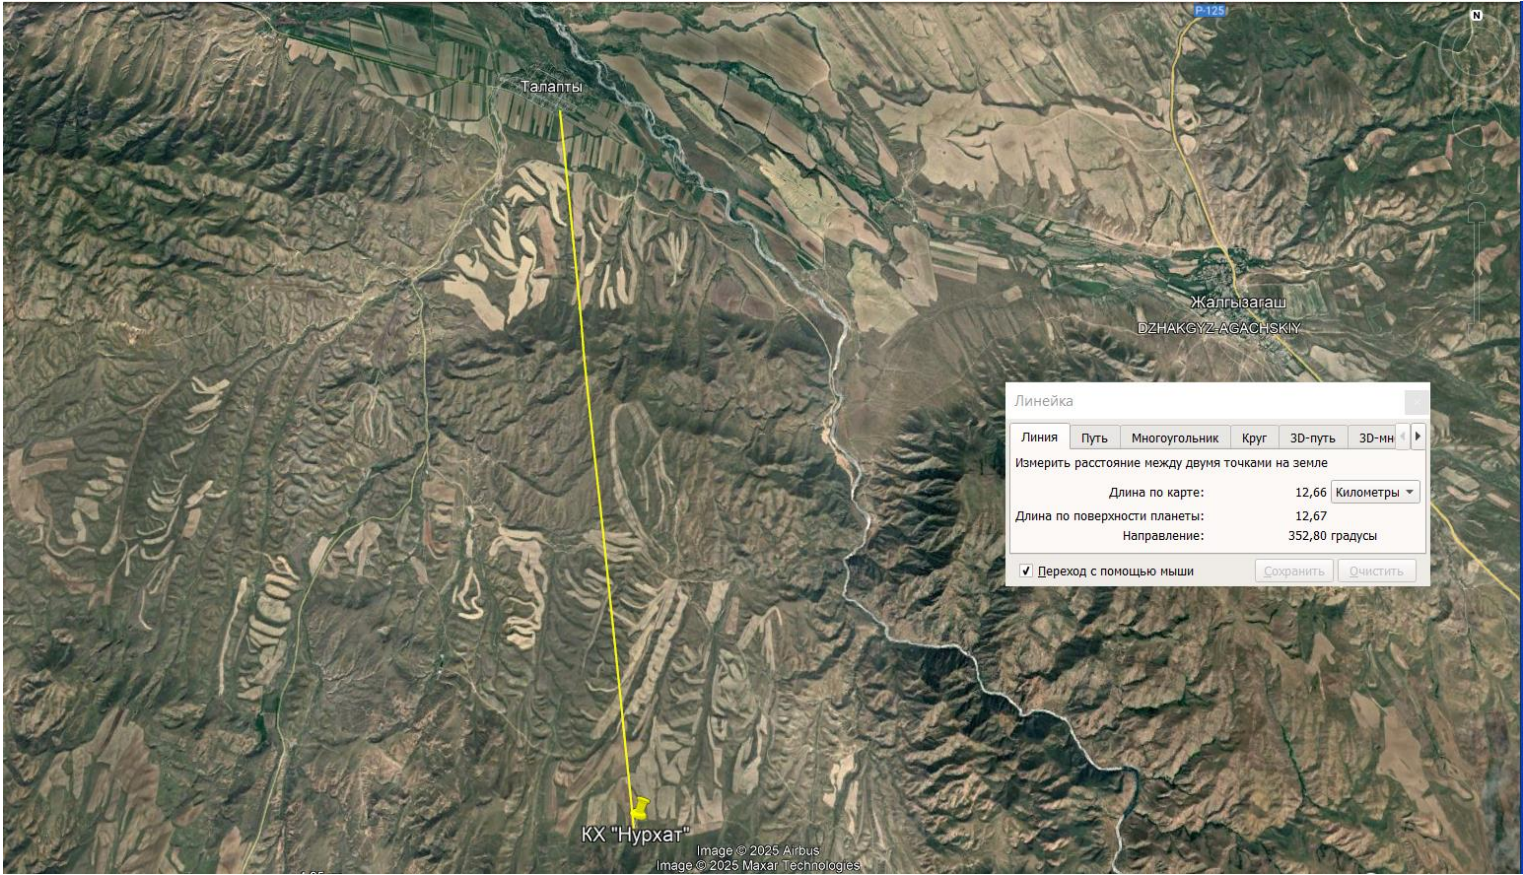 P-125
N
Талапты
Жалгызагаш
DZHAKGYZ-AGACHSKIY
Линейка
Линия Путь Многоугольник Круг 3D-путь 3D-мн
Измерить расстояние между двумя точками на земле
Длина по карте: 12,66 Километры
Длина по поверхности планеты: 12,67
Направление: 352,80 градусы
Переход с помощью мыши Сохранить Очистить
КХ "Нурхат"
Image © 2025 Airbus
Image © 2025 Maxar Technologies